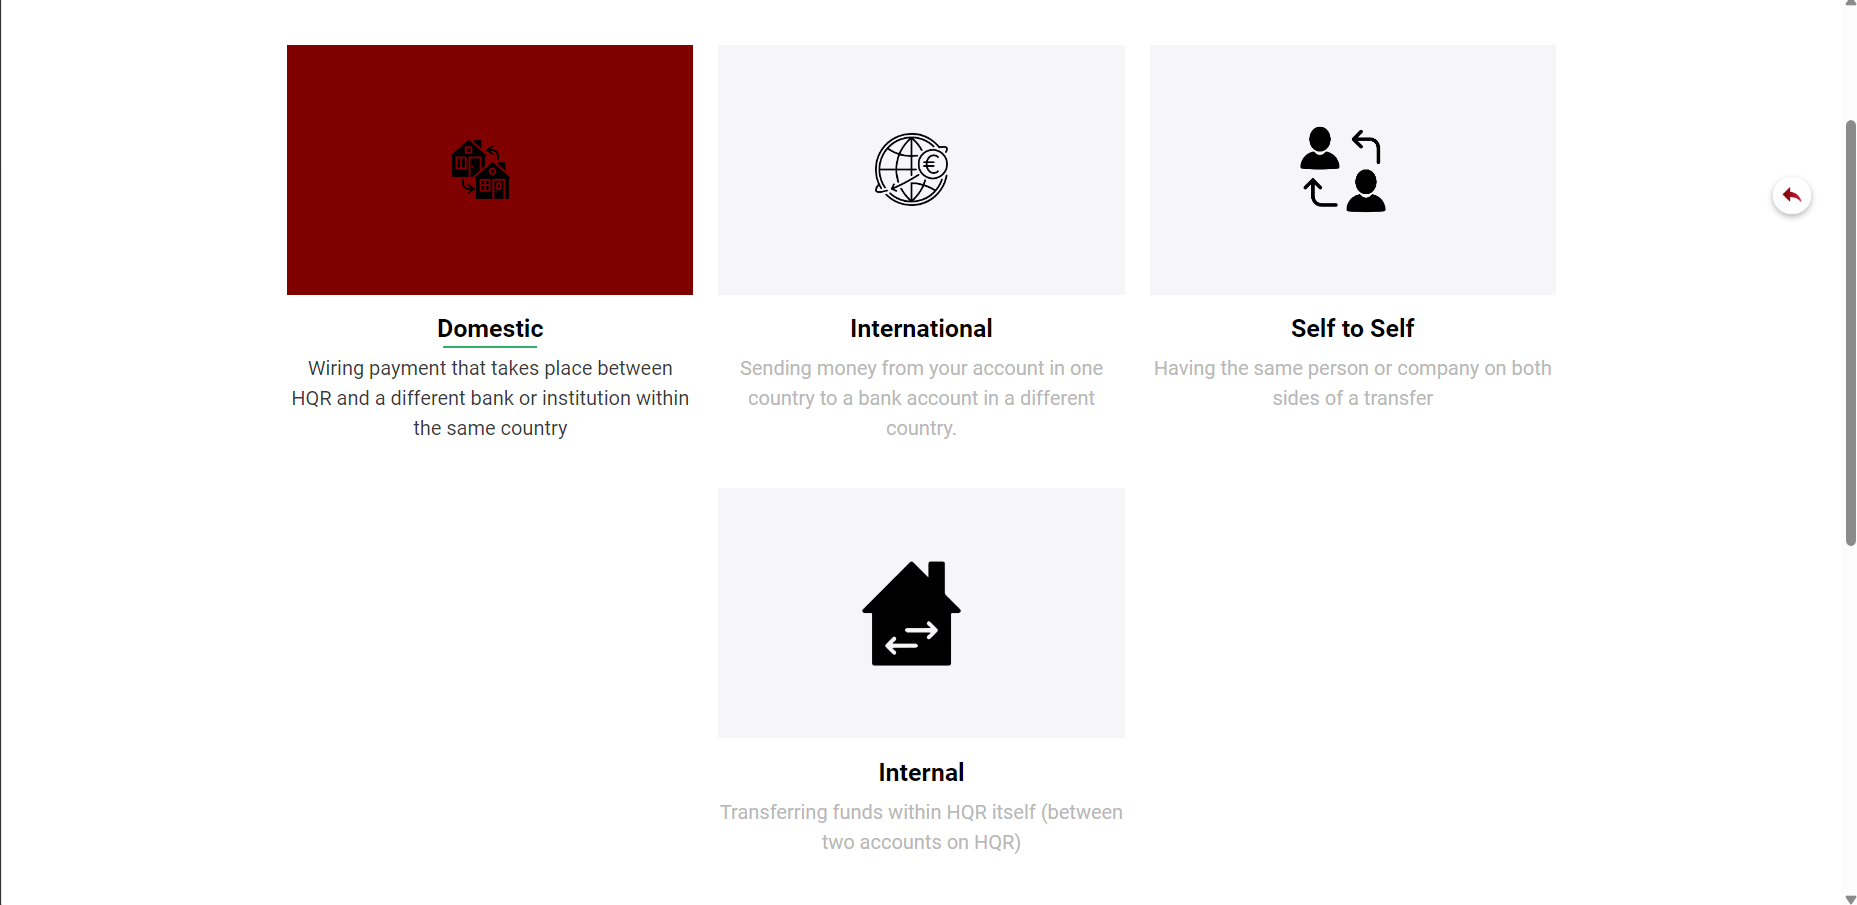 Domestic
Wiring payment that takes place between
HQR and a different bank or institution within
the same country
International
Sending money from your account in one
country to a bank account in a different
country.
Self to Self
Having the same person or company on both
sides of a transfer
€
Internal
Transferring funds within HQR itself (between
two accounts on HQR)